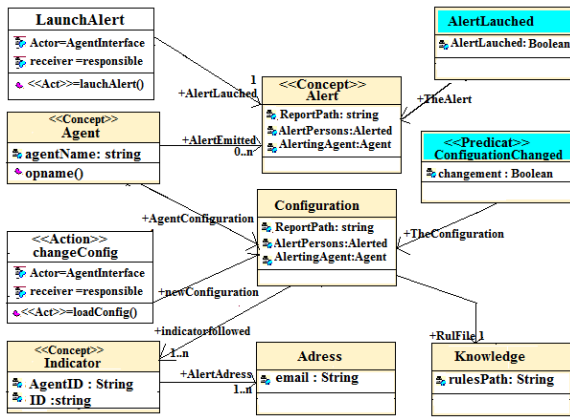 LaunchAlert
Actor=AgentInterface
receiver =responsible
<<Act>>=lauchAlert()
AlertLauched
AlertLauched: Boolean
1
+AlertLauched
<<Concept>>
Alert
ReportPath: string
AlertPersons:Alerted
AlertingAgent:Agent
+TheAlert
<<Concept>>
Agent
agentName: string
opname()
+AlertEmitted
0..n
<<Predicat>>
ConfiguationChanged
changement : Boolean
+AgentConfiguration
Configuration
ReportPath: string
AlertPersons:Alerted
AlertingAgent:Agent
+TheConfiguration
<<Action>>
changeConfig
Actor=AgentInterface
receiver =responsible
<<Act>>=loadConfig()
+newConfiguration
+indicatorfollowed
1..n
+RulFile
1
<<Concept>>
Indicator
AgentID : String
ID :string
+AlertAdress
1..n
Adress
email : String
Knowledge
rulesPath: String